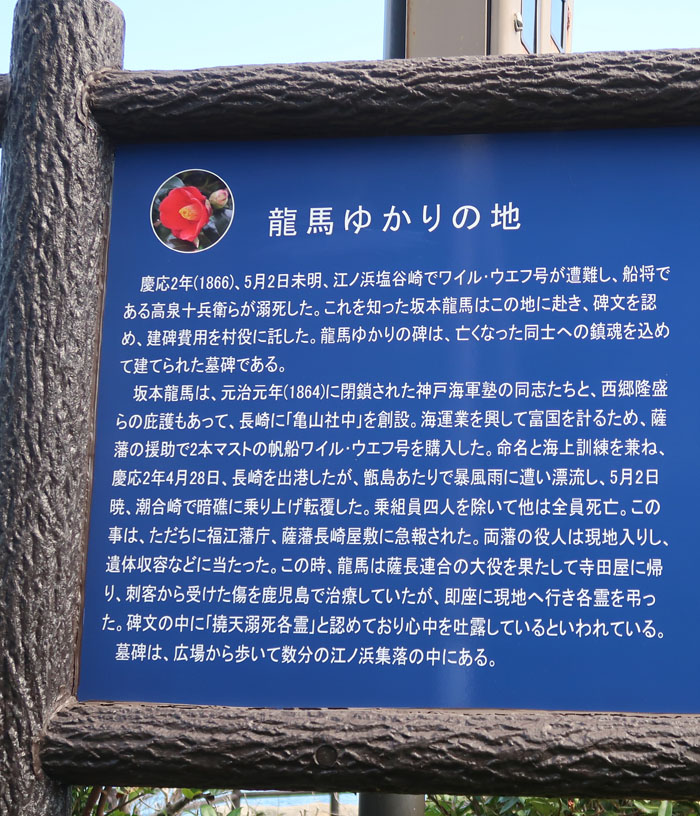 龍馬ゆかりの地
慶応2年(1866)、5月2日未明、江ノ浜塩谷崎でワイル・ウエフ号が遭難し、船将で
ある高泉十兵衛らが溺死した。これを知った坂本龍馬はこの地に赴き、碑文を認
め、建碑費用を村役に託した。龍馬ゆかりの碑は、亡くなった同士への鎮魂を込め
て建てられた墓碑である。
坂本龍馬は、元治元年(1864)に閉鎖された神戸海軍塾の同志たちと、西郷隆盛
らの庇護もあって、長崎に「亀山社中」を創設。海運業を興して富国を計るため、薩
藩の援助で2本マストの帆船ワイル・ウエフ号を購入した。命名と海上訓練を兼ね、
慶応2年4月28日、長崎を出港したが、甑島あたりで暴風雨に遭い漂流し、5月2日
暁、潮合崎で暗礁に乗り上げ転覆した。乗組員四人を除いて他は全員死亡。この
事は、ただちに福江藩庁、薩藩長崎屋敷に急報された。両藩の役人は現地入りし、
遺体収容などに当たった。この時、龍馬は薩長連合の大役を果たして寺田屋に帰
り、刺客から受けた傷を鹿児島で治療していたが、即座に現地へ行き各霊を弔っ
た。碑文の中に「撓天溺死各霊」と認めており心中を吐露しているといわれている。
墓碑は、広場から歩いて数分の江ノ浜集落の中にある。